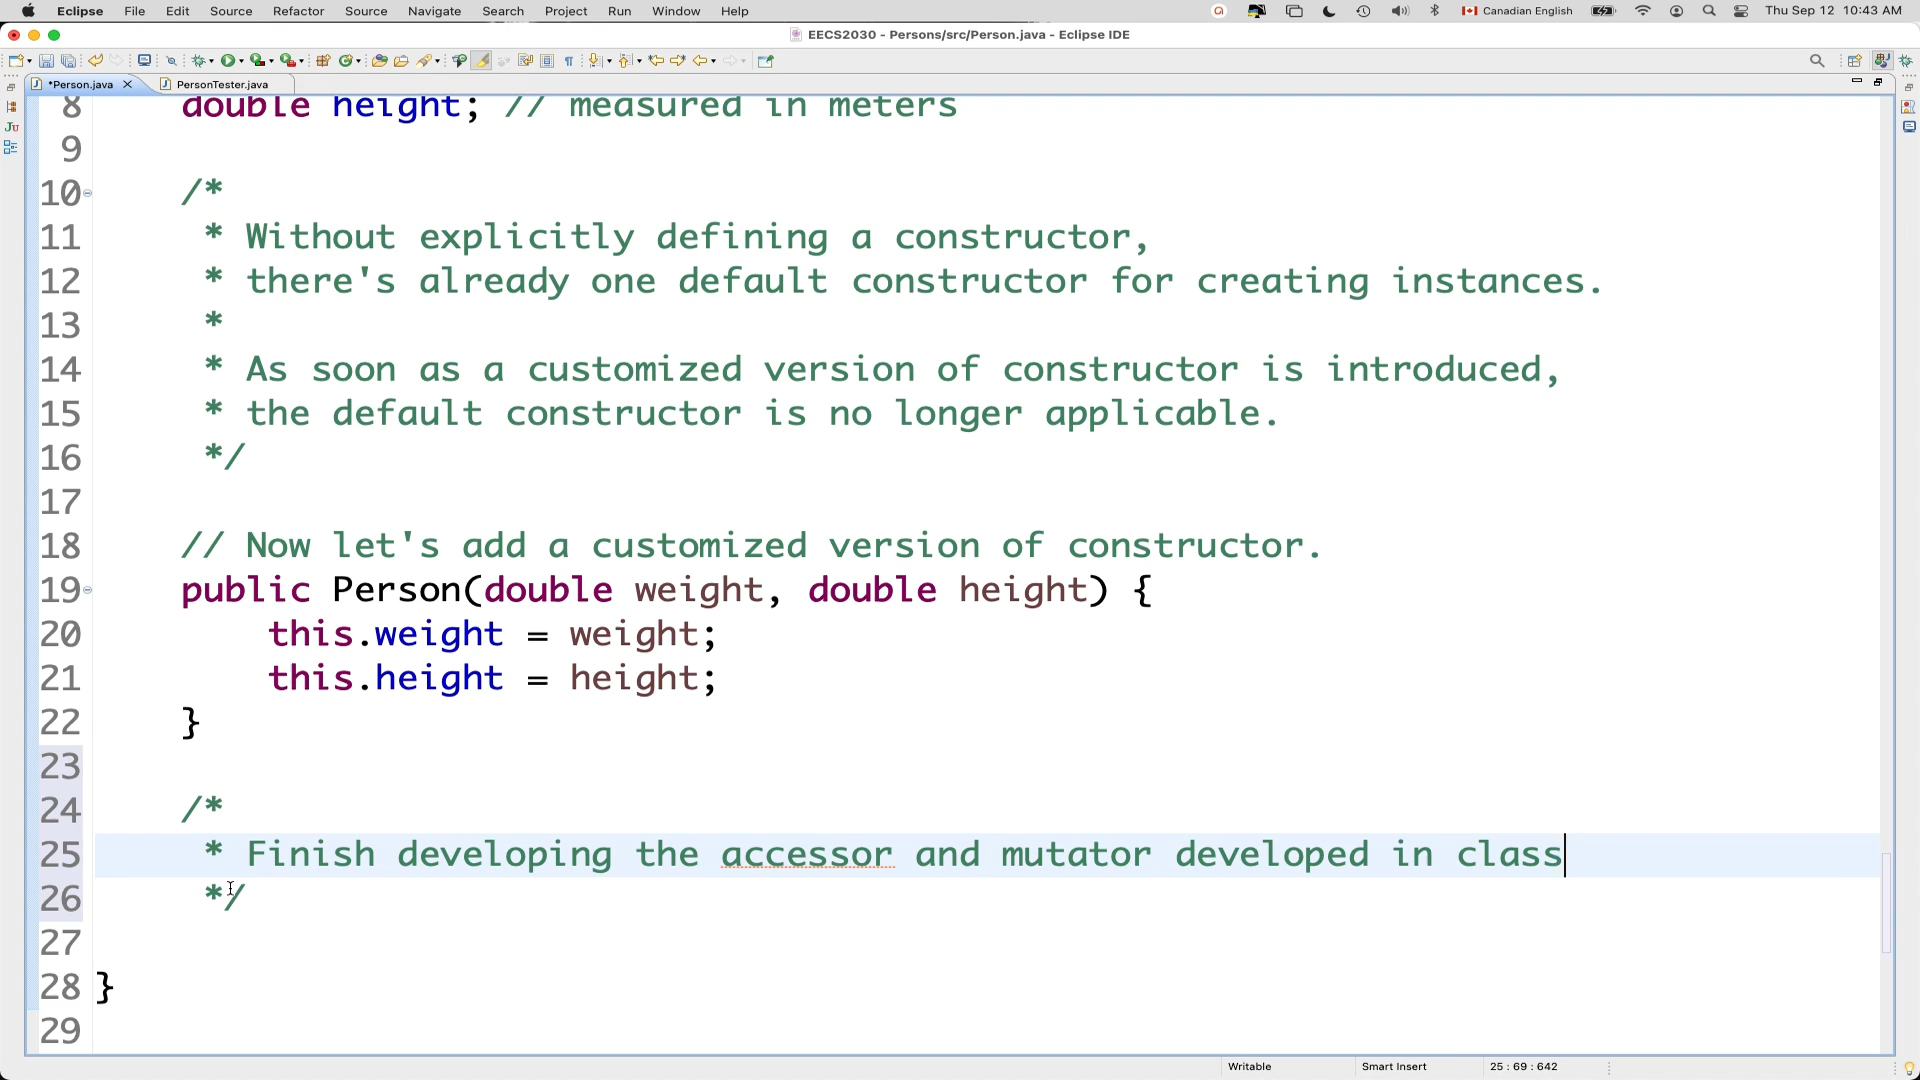 Eclipse File Edit Source Refactor Source Navigate Search Project Run Window Help Canadian English Thu Sep 12 10:43 AM
EECS2030 - Persons/src/Person.java - Eclipse IDE
*Person.java PersonTester.java
8 double height; // measured in meters
9
10 /*
11 * Without explicitly defining a constructor,
12 * there's already one default constructor for creating instances.
13 *
14 * As soon as a customized version of constructor is introduced,
15 * the default constructor is no longer applicable.
16 */
17
18 // Now let's add a customized version of constructor.
19 public Person(double weight, double height) {
20 this.weight = weight;
21 this.height = height;
22 }
23
24 /*
25 * Finish developing the accessor and mutator developed in class
26 */
27
28 }
29
Writable Smart Insert 25 : 69 : 642